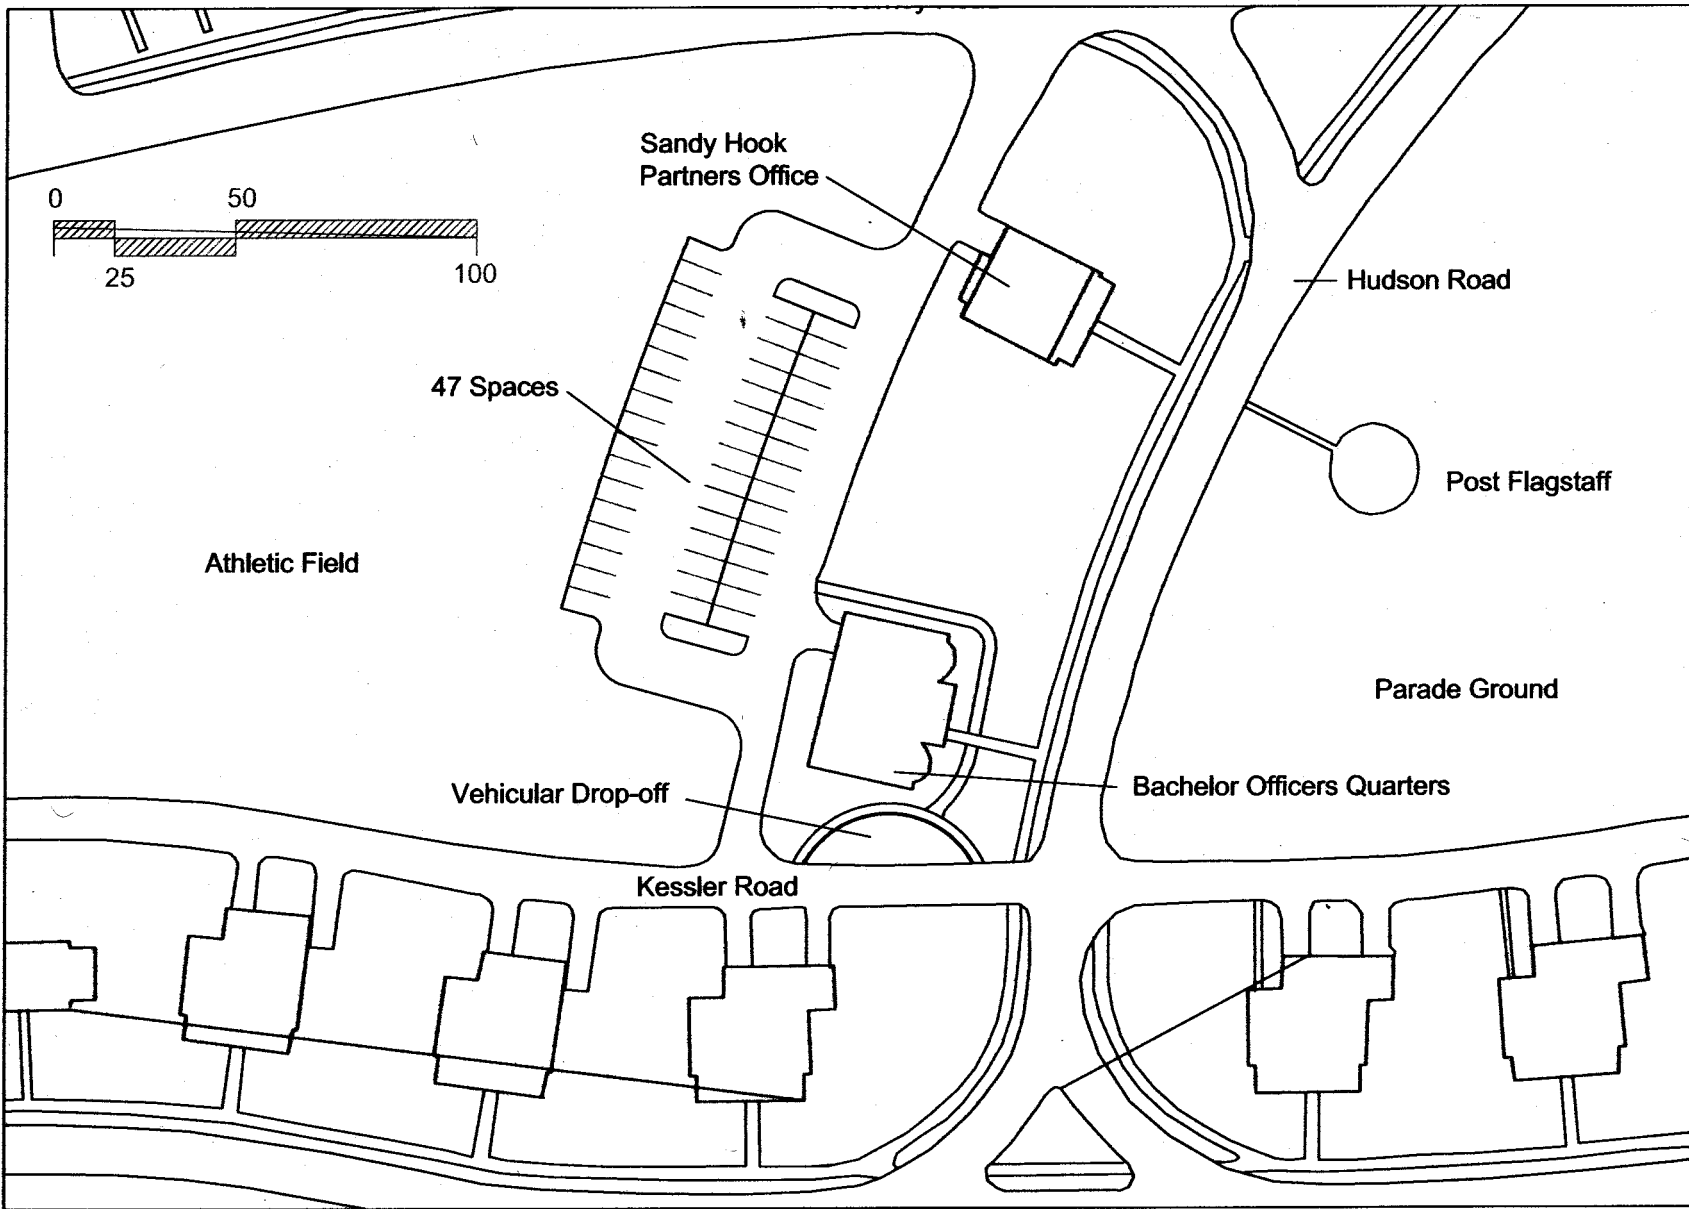 Sandy Hook
Partners Office
0
50
25
100
Hudson Road
47 Spaces
Post Flagstaff
Athletic Field
Parade Ground
Vehicular Drop-off
Bachelor Officers Quarters
Kessler Road